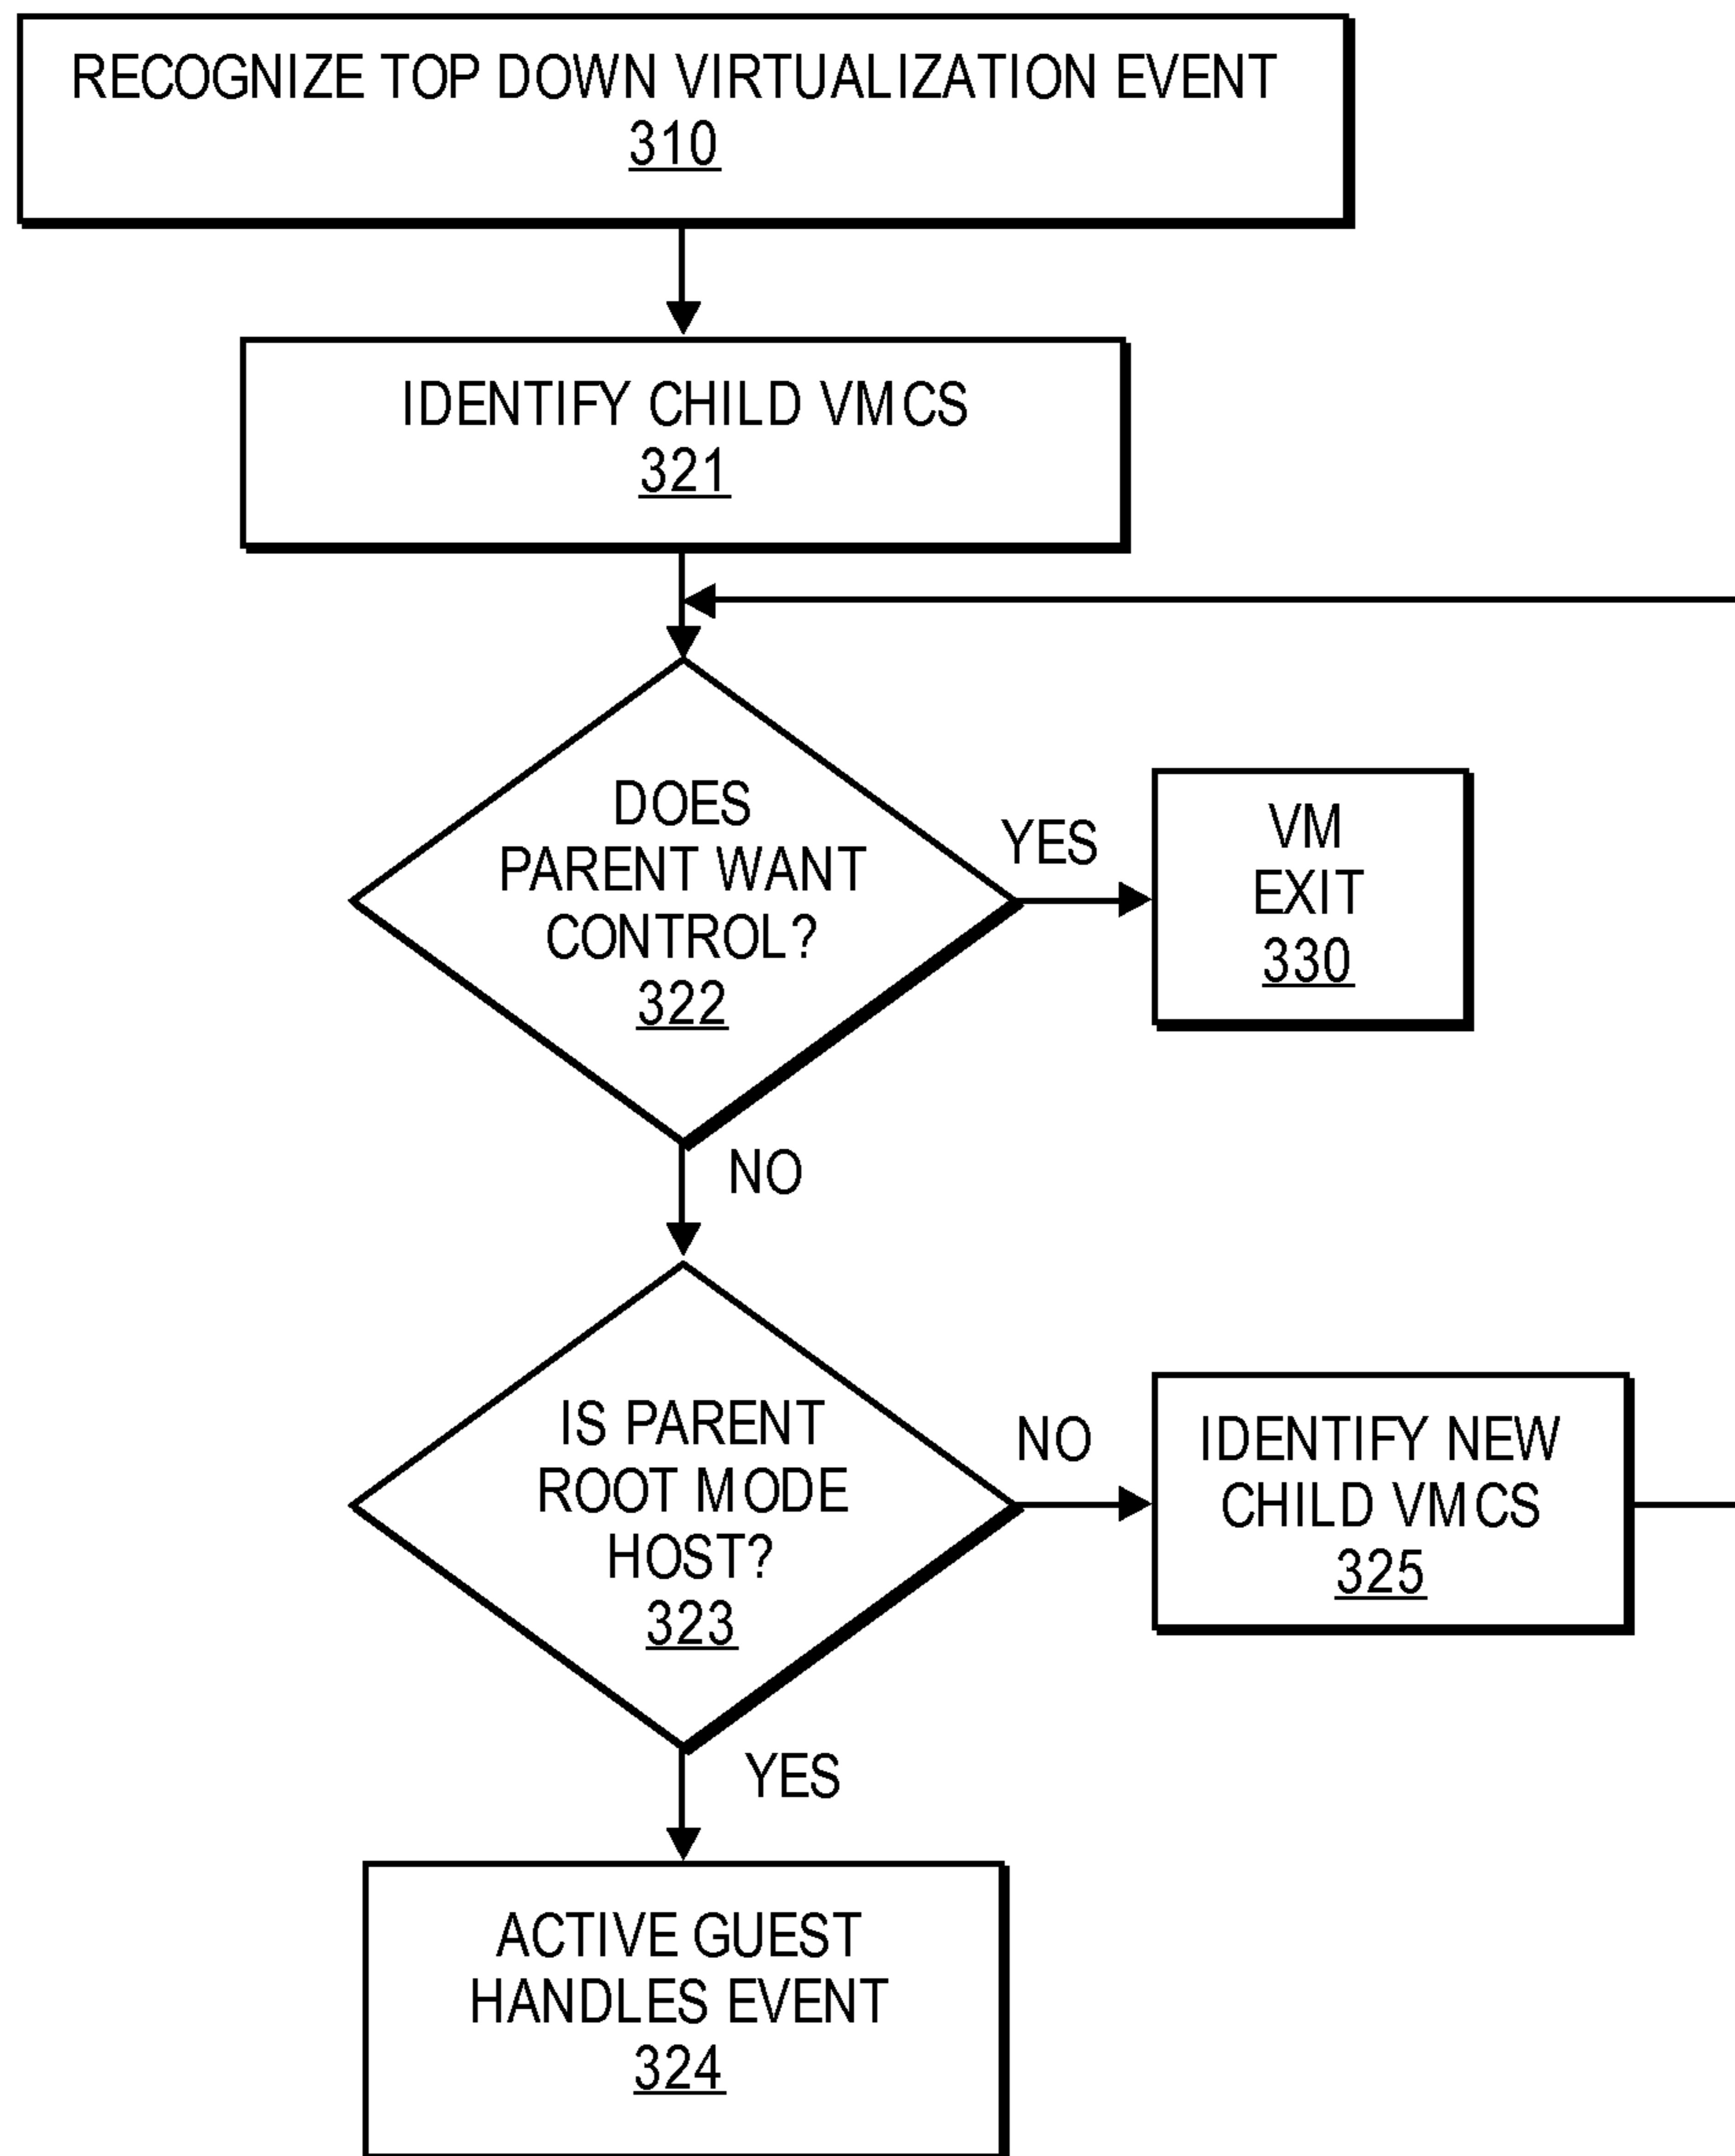 RECOGNIZE TOP DOWN VIRTUALIZATION EVENT
310
IDENTIFY CHILD VMCS
321
DOES
PARENT WANT
CONTROL?
322
YES
VM
EXIT
330
NO
IS PARENT
ROOT MODE
HOST?
323
NO
IDENTIFY NEW
CHILD VMCS
325
YES
ACTIVE GUEST
HANDLES EVENT
324